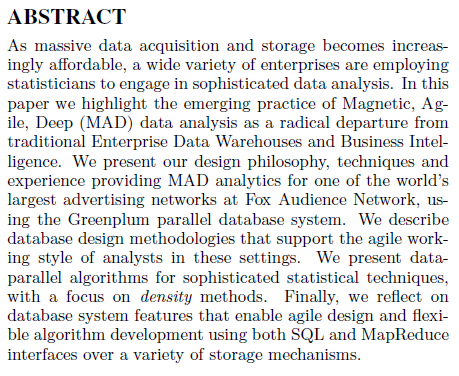 ABSTRACT
As massive data acquisition and storage becomes increas-
ingly affordable, a wide variety of enterprises are employing
statisticians to engage in sophisticated data analysis. In this
paper we highlight the emerging practice of Magnetic, Ag-
ile, Deep (MAD) data analysis as a radical departure from
traditional Enterprise Data Warehouses and Business Intel-
ligence. We present our design philosophy, techniques and
experience providing MAD analytics for one of the world's
largest advertising networks at Fox Audience Network, us-
ing the Greenplum parallel database system. We describe
database design methodologies that support the agile work-
ing style of analysts in these settings. We present data-
parallel algorithms for sophisticated statistical techniques,
with a focus on density methods. Finally, we reflect on
database system features that enable agile design and flexi-
ble algorithm development using both SQL and MapReduce
interfaces over a variety of storage mechanisms.